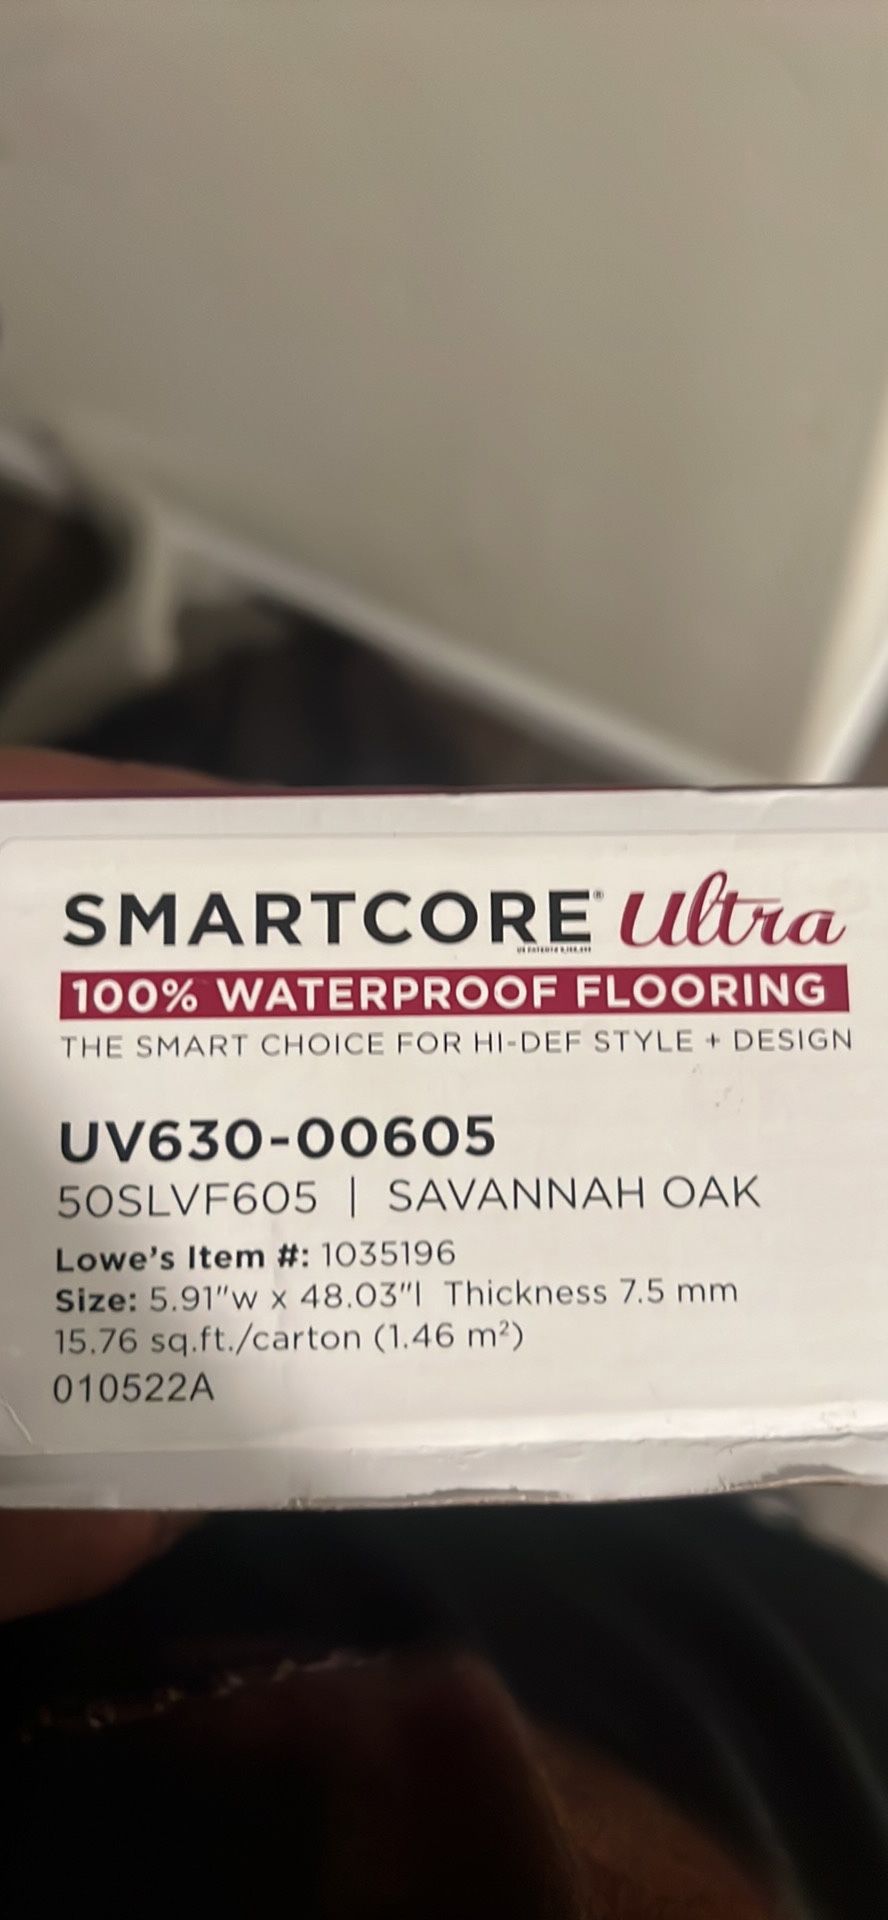 SMARTCORE® Ultra
100% WATERPROOF FLOORING
THE SMART CHOICE FOR HI-DEF STYLE + DESIGN
UV630-00605
50SLVF605 | SAVANNAH OAK
Lowe's Item #: 1035196
Size: 5.91"w x 48.03"l Thickness 7.5 mm
15.76 sq.ft./carton (1.46 m²)
010522A